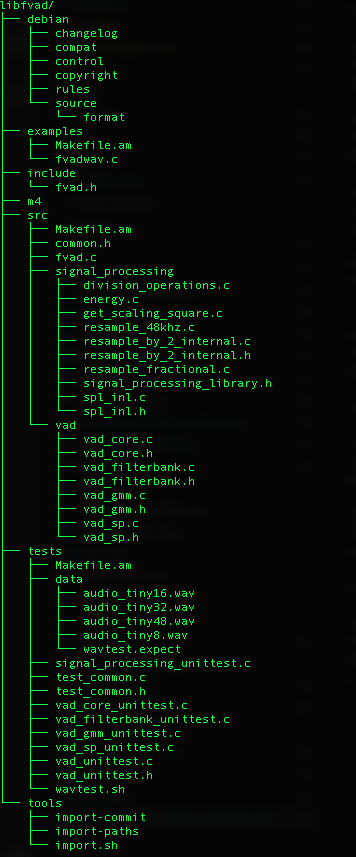 libfvad/
├── debian
│   ├── changelog
│   ├── compat
│   ├── control
│   ├── copyright
│   ├── rules
│   └── source
│       └── format
├── examples
│   ├── Makefile.am
│   └── fvadwav.c
├── include
│   └── fvad.h
├── m4
├── src
│   ├── Makefile.am
│   ├── common.h
│   ├── fvad.c
│   ├── signal_processing
│   │   ├── division_operations.c
│   │   ├── energy.c
│   │   ├── get_scaling_square.c
│   │   ├── resample_48khz.c
│   │   ├── resample_by_2_internal.c
│   │   ├── resample_by_2_internal.h
│   │   ├── resample_fractional.c
│   │   ├── signal_processing_library.h
│   │   ├── spl_inl.c
│   │   └── spl_inl.h
│   └── vad
│       ├── vad_core.c
│       ├── vad_core.h
│       ├── vad_filterbank.c
│       ├── vad_filterbank.h
│       ├── vad_gmm.c
│       ├── vad_gmm.h
│       ├── vad_sp.c
│       └── vad_sp.h
├── tests
│   ├── Makefile.am
│   ├── data
│   │   ├── audio_tiny16.wav
│   │   ├── audio_tiny32.wav
│   │   ├── audio_tiny48.wav
│   │   ├── audio_tiny8.wav
│   │   └── wavtest.expect
│   ├── signal_processing_unittest.c
│   ├── test_common.c
│   ├── test_common.h
│   ├── vad_core_unittest.c
│   ├── vad_filterbank_unittest.c
│   ├── vad_gmm_unittest.c
│   ├── vad_sp_unittest.c
│   ├── vad_unittest.c
│   ├── vad_unittest.h
│   └── wavtest.sh
└── tools
    ├── import-commit
    ├── import-paths
    └── import.sh